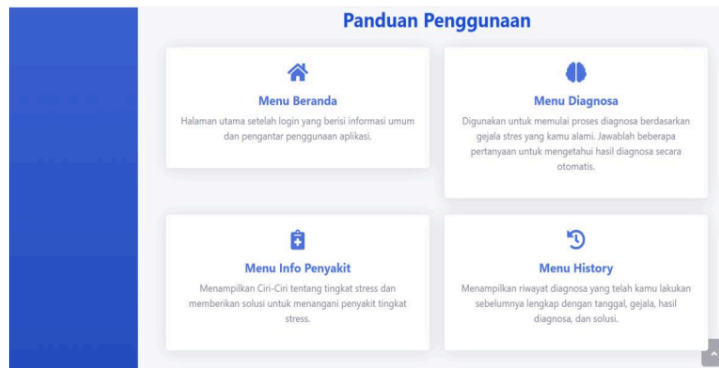 Panduan Penggunaan
Menu Beranda
Halaman utama setelah login yang berisi informasi umum
dan pengantar penggunaan aplikasi.
Menu Diagnosa
Digunakan untuk memulai proses diagnosa berdasarkan
gejala stres yang kamu alami. Jawablah beberapa
pertanyaan untuk mengetahui hasil diagnosa secara
otomatis.
Menu Info Penyakit
Menampilkan Ciri-Ciri tentang tingkat stress dan
memberikan solusi untuk menangani penyakit tingkat
stress.
Menu History
Menampilkan riwayat diagnosa yang telah kamu lakukan
sebelumnya lengkap dengan tanggal, gejala, hasil
diagnosa, dan solusi.